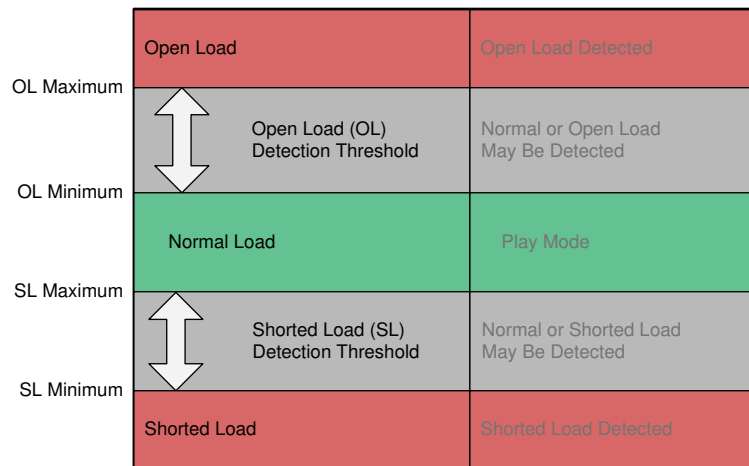 Open Load
Open Load Detected
OL Maximum
Open Load (OL)
Detection Threshold
Normal or Open Load
May Be Detected
OL Minimum
Normal Load
Play Mode
SL Maximum
Shorted Load (SL)
Detection Threshold
Normal or Shorted Load
May Be Detected
SL Minimum
Shorted Load
Shorted Load Detected